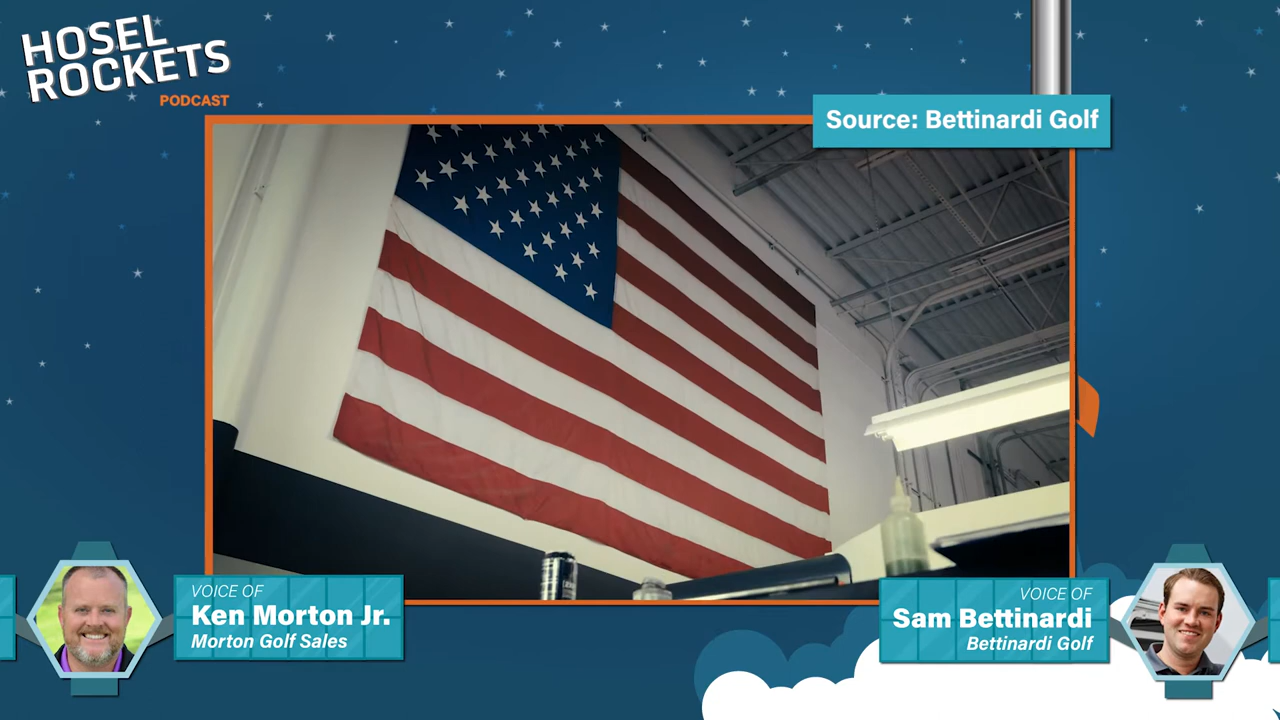 HOSEL
ROCKETS
PODCAST
Source: Bettinardi Golf
VOICE OF
Ken Morton Jr.
Morton Golf Sales
VOICE OF
Sam Bettinardi
Bettinardi Golf